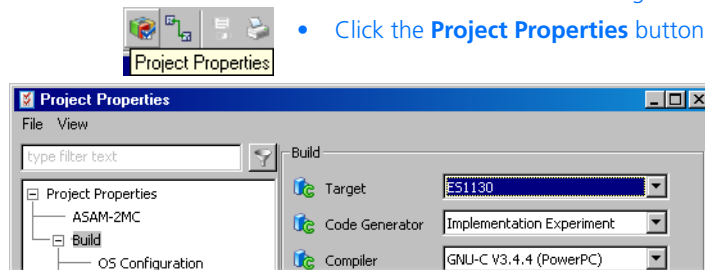 • Click the Project Properties button
Project Properties
Project Properties
File View
type filter text
Build
Project Properties
Target ES1130
ASAM-2MC
Code Generator Implementation Experiment
Build
OS Configuration
Compiler GNU-C V3.4.4 (PowerPC)